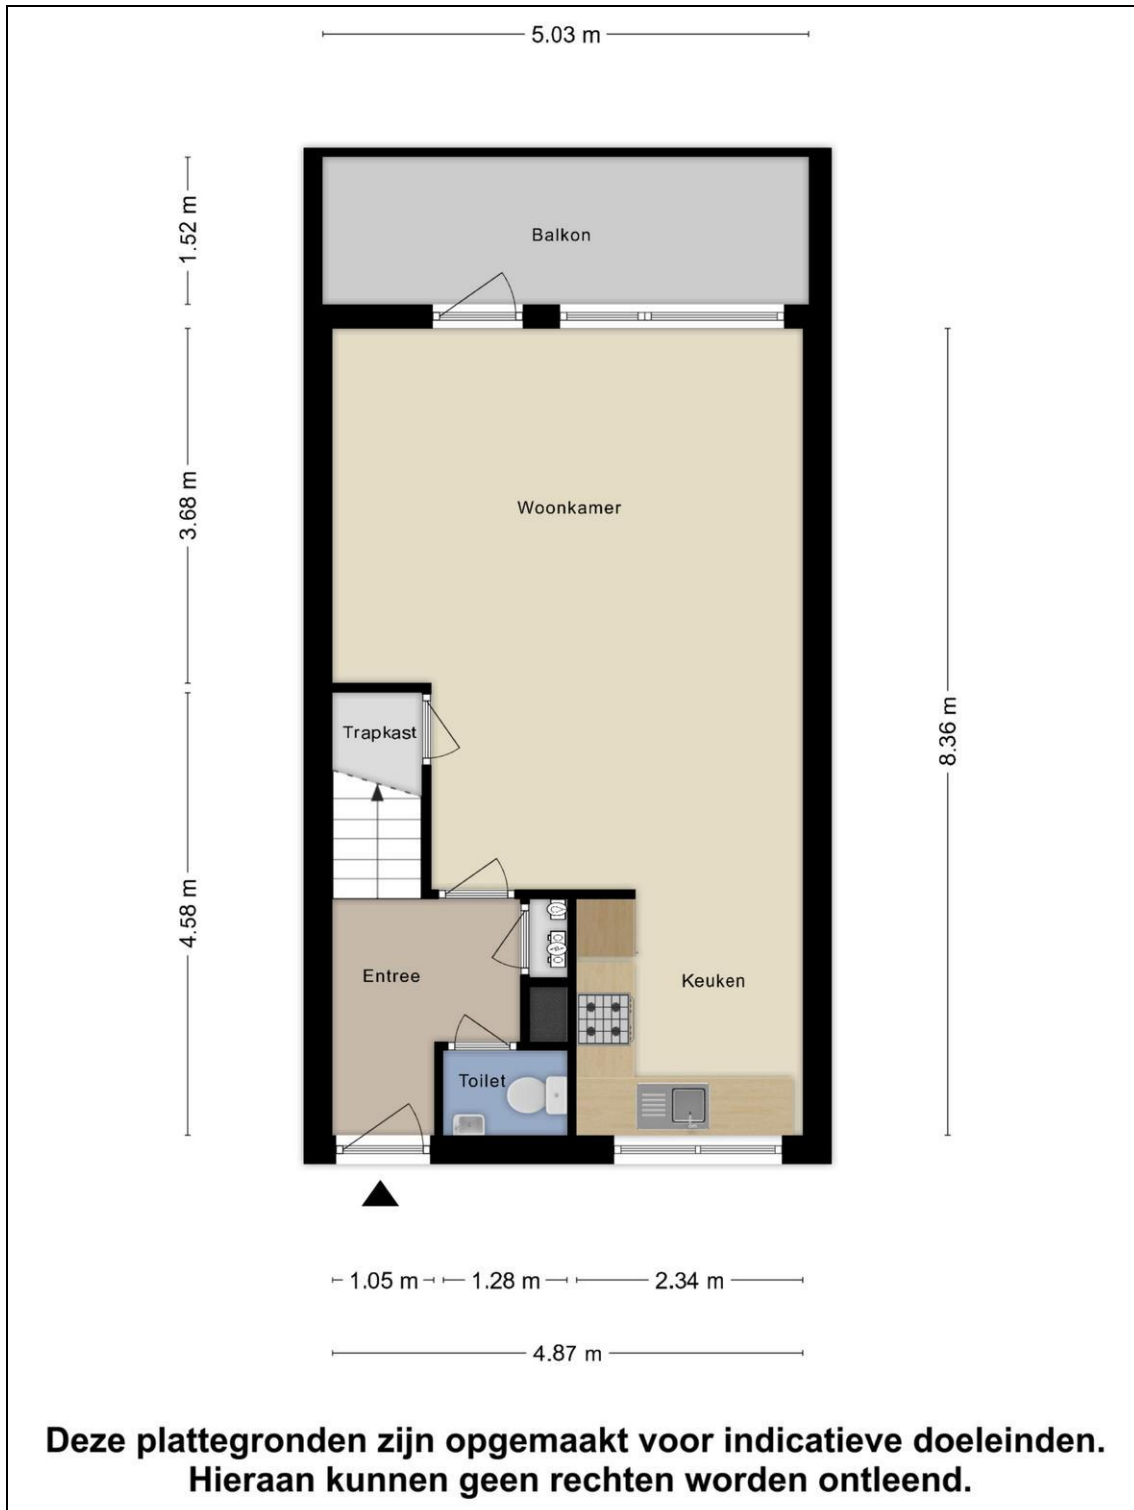 5.03 m
1.52 m
Balkon
3.68 m
Woonkamer
8.36 m
Trapkast
4.58 m
Entree
Keuken
Toilet
1.05 m
1.28 m
2.34 m
4.87 m
Deze plattegronden zijn opgemaakt voor indicatieve doeleinden.
Hieraan kunnen geen rechten worden ontleend.